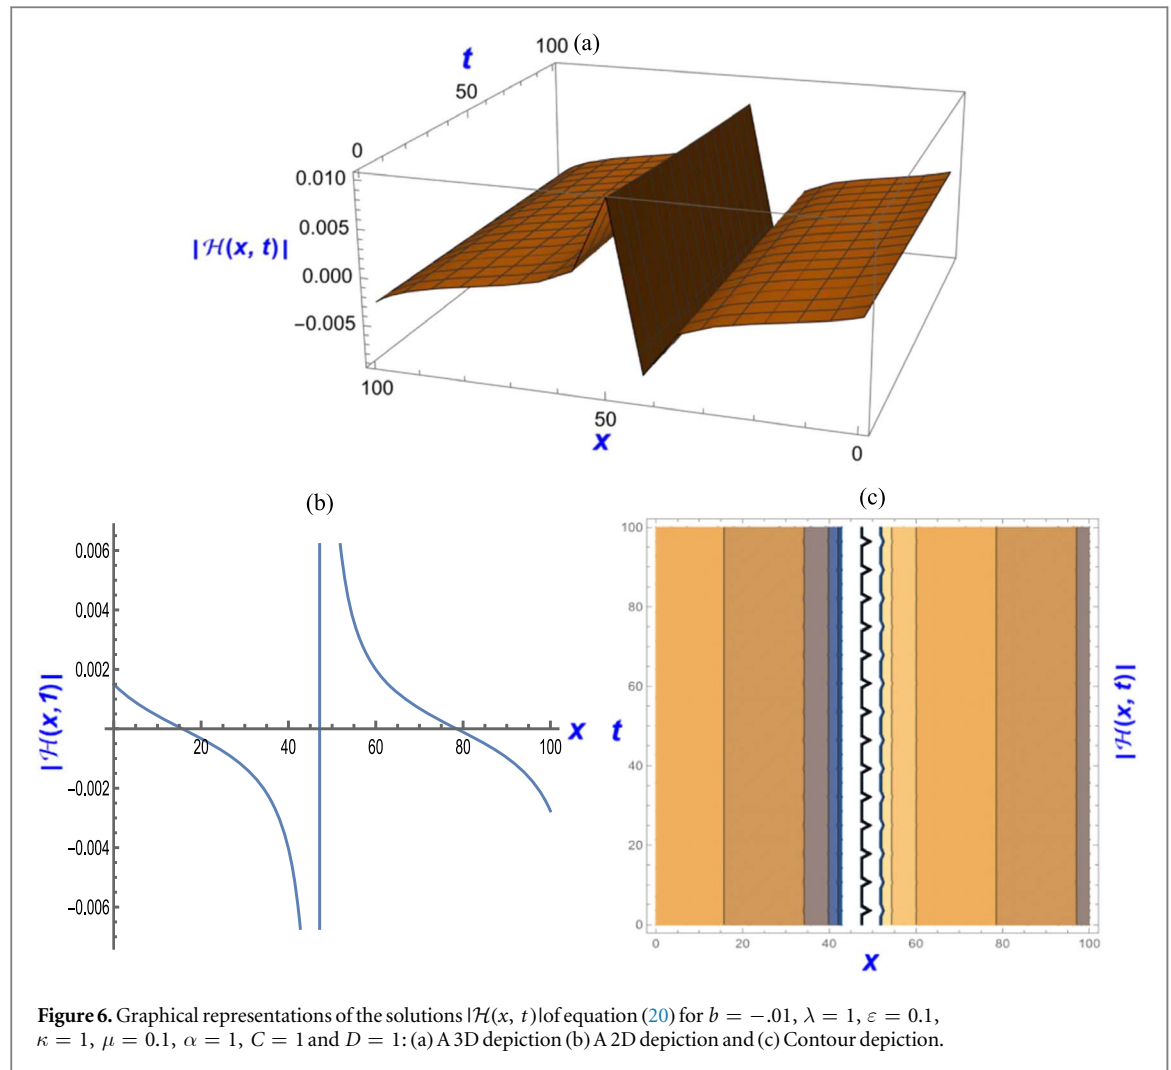 (a)
t
100
50
0
0.010
0.005
|ℋ(x, t)|
0.000
−0.005
100
50
x
0
(b)
0.006
0.004
0.002
|ℋ(x,1)|
20 40 60 80 100 x
−0.002
−0.004
−0.006
(c)
100
80
60
t
|ℋ(x, t)|
40
20
0
0 20 40 60 80 100
x
Figure 6. Graphical representations of the solutions |ℋ(x, t)|of equation (20) for b = −.01, λ = 1, ε = 0.1,
κ = 1, μ = 0.1, α = 1, C = 1 and D = 1: (a) A 3D depiction (b) A 2D depiction and (c) Contour depiction.